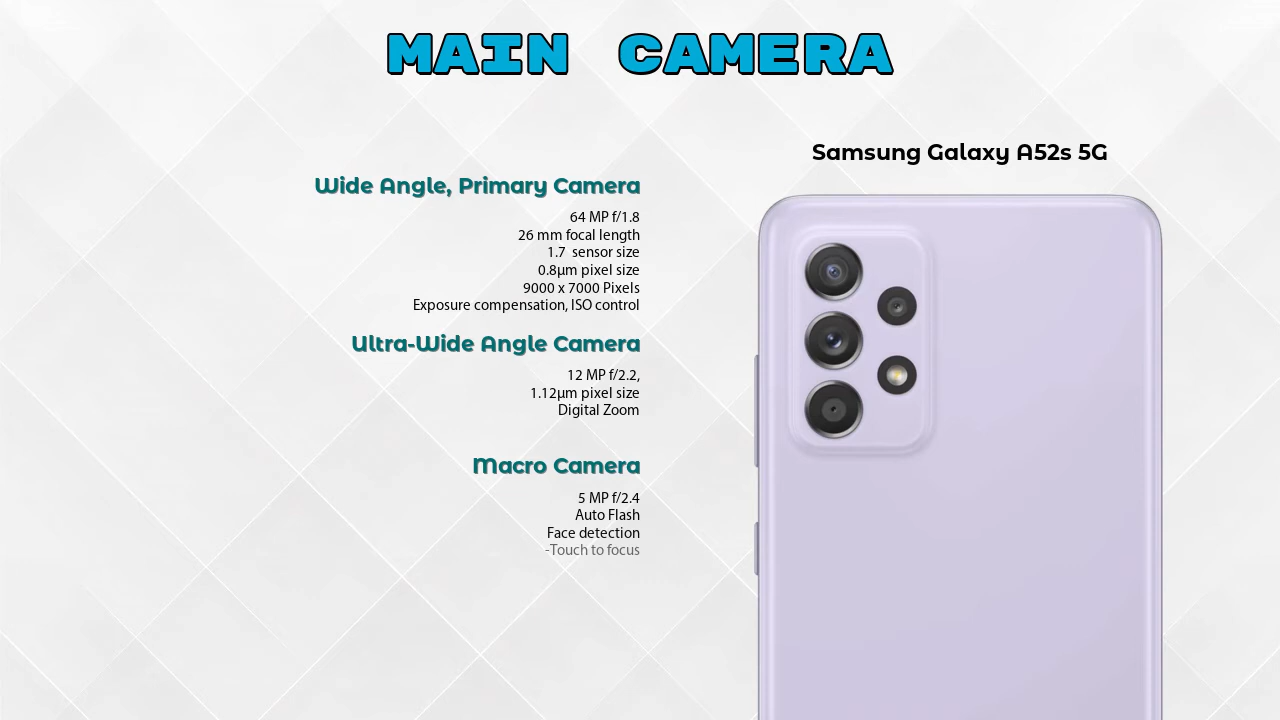 MAIN CAMERA
Samsung Galaxy A52s 5G
Wide Angle, Primary Camera
64 MP f/1.8
26 mm focal length
1.7  sensor size
0.8µm pixel size
9000 x 7000 Pixels
Exposure compensation, ISO control
Ultra-Wide Angle Camera
12 MP f/2.2,
1.12µm pixel size
Digital Zoom
Macro Camera
5 MP f/2.4
Auto Flash
Face detection
-Touch to focus